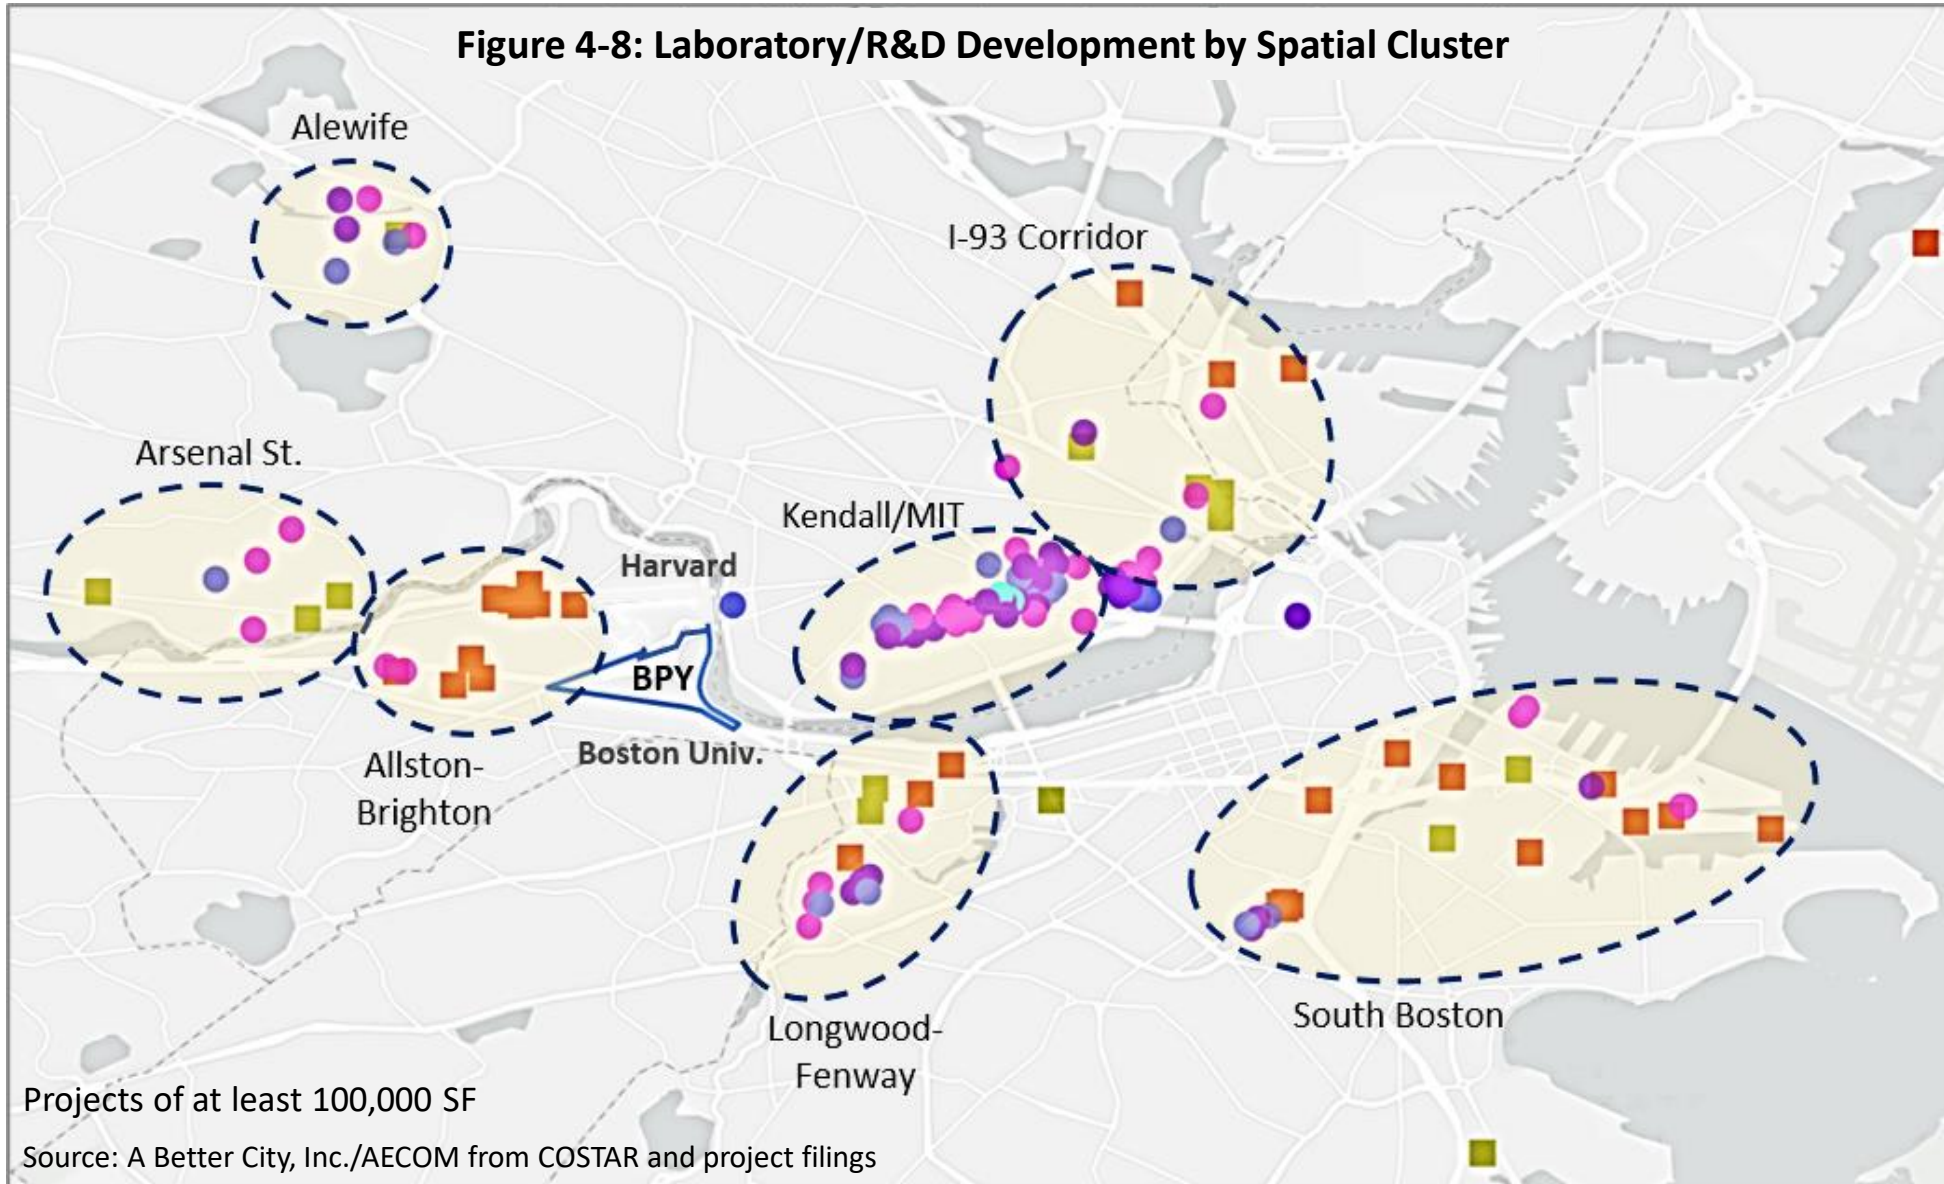 Figure 4-8: Laboratory/R&D Development by Spatial Cluster
Alewife
I-93 Corridor
Arsenal St.
Kendall/MIT
Harvard
BPY
Boston Univ.
Allston-
Brighton
South Boston
Longwood-
Fenway
Projects of at least 100,000 SF
Source: A Better City, Inc./AECOM from COSTAR and project filings